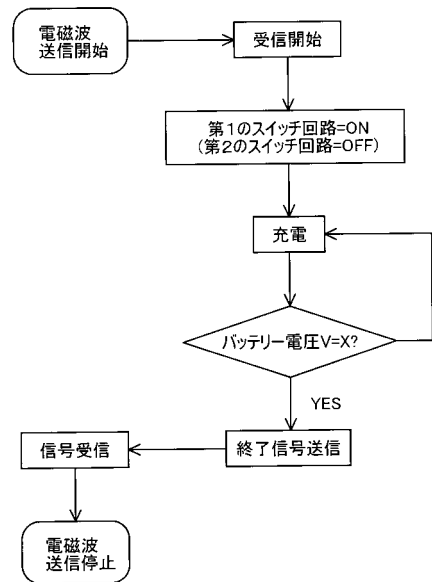 電磁波
送信開始
受信開始
第1のスイッチ回路=ON
(第2のスイッチ回路=OFF)
充電
バッテリー電圧V=X?
YES
信号受信
終了信号送信
電磁波
送信停止